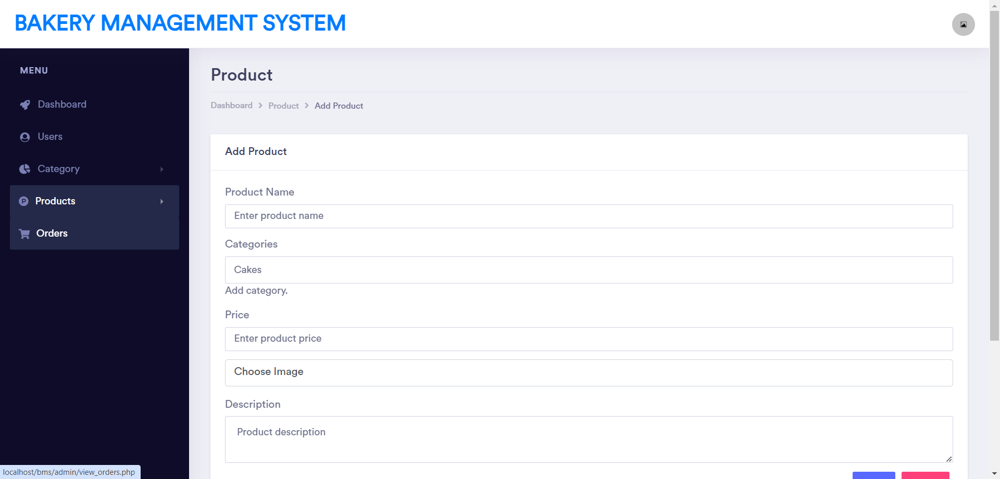 BAKERY MANAGEMENT SYSTEM
MENU
Dashboard
Users
Category
Products
Orders
Product
Dashboard > Product > Add Product
Add Product
Product Name
Enter product name
Categories
Cakes
Add category.
Price
Enter product price
Choose Image
Description
Product description
localhost/bms/admin/view_orders.php